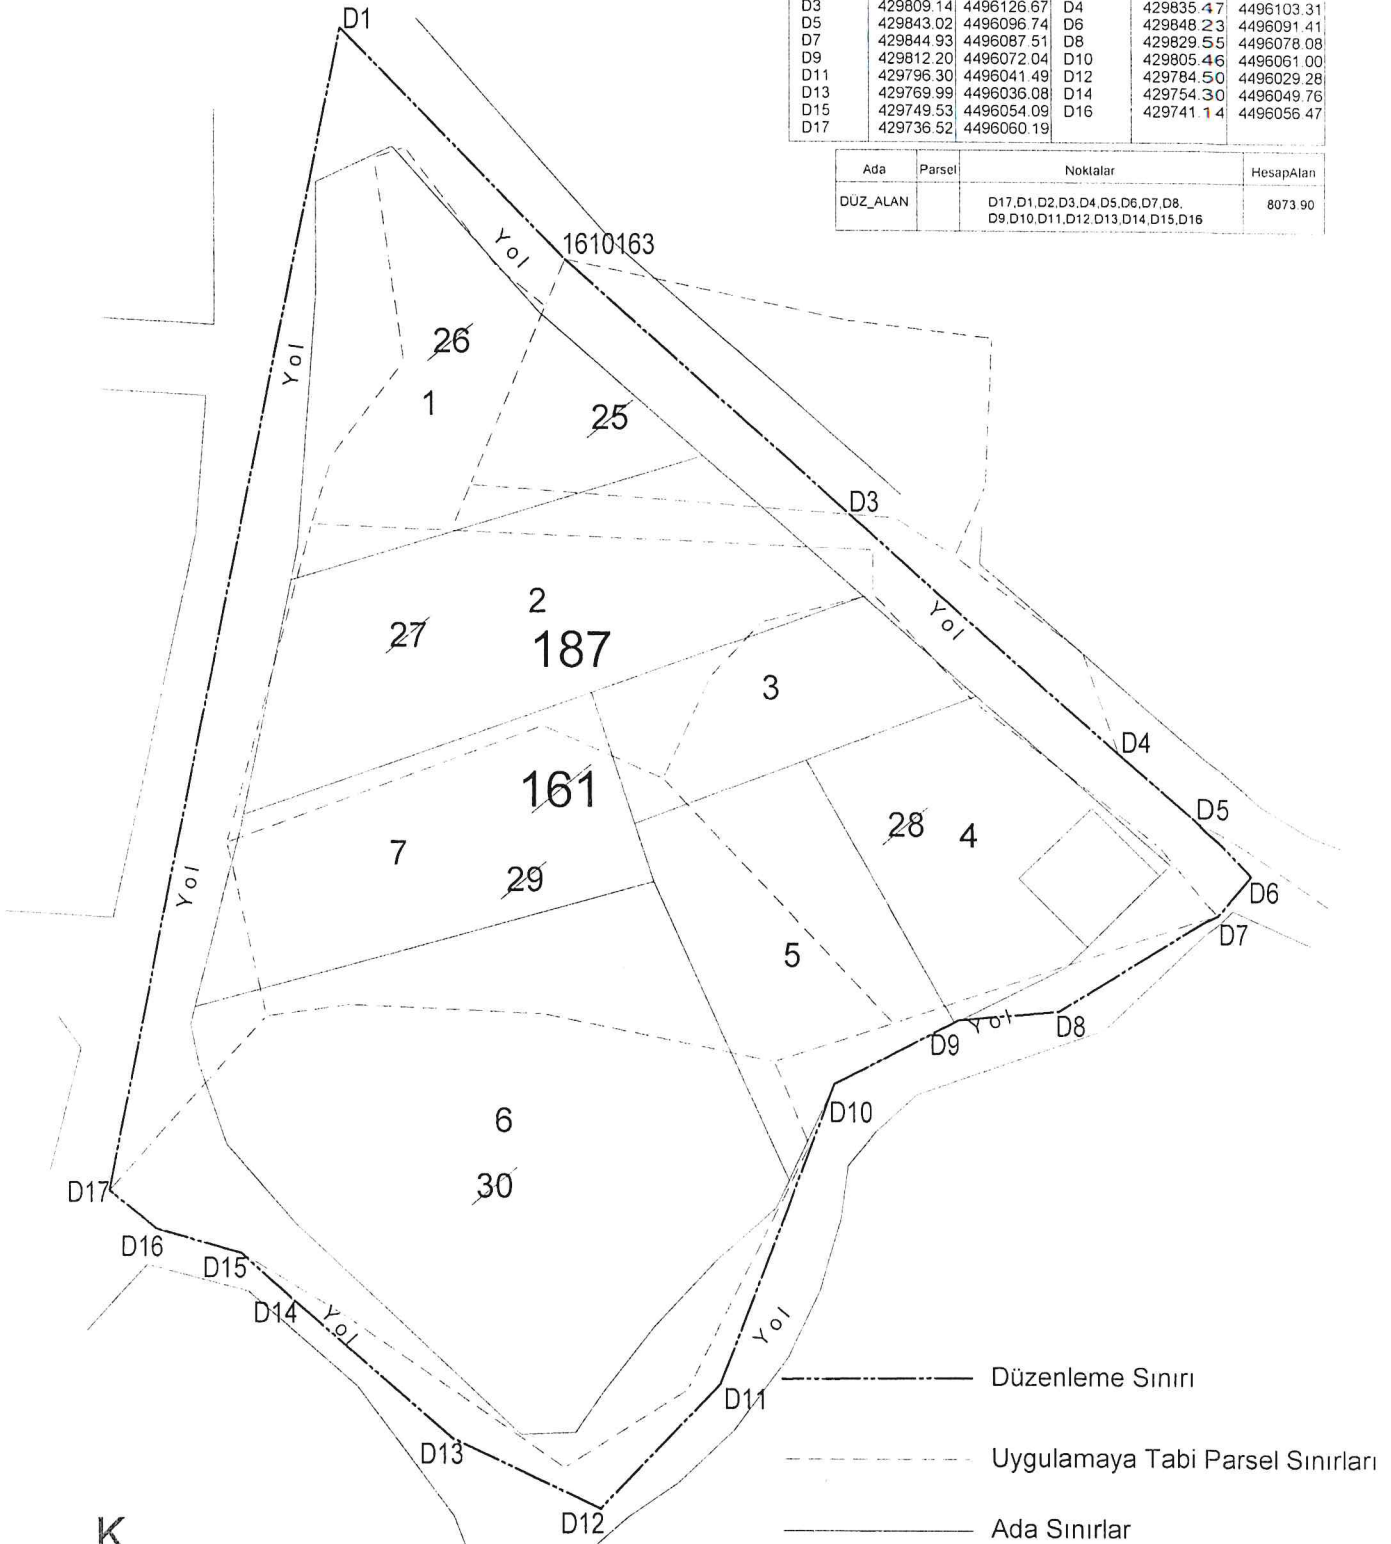 D1
D3 429809.14 4496126.67 D4 429835.47 4496103.31
D5 429843.02 4496096.74 D6 429848.23 4496091.41
D7 429844.93 4496087.51 D8 429829.55 4496078.08
D9 429812.20 4496072.04 D10 429805.46 4496061.00
D11 429796.30 4496041.49 D12 429784.50 4496029.28
D13 429769.99 4496036.08 D14 429754.30 4496049.76
D15 429749.53 4496054.09 D16 429741.14 4496056.47
D17 429736.52 4496060.19
Ada Parsel Noktalar HesapAlan
DÜZ_ALAN D17,D1,D2,D3,D4,D5,D6,D7,D8, 8073.90
D9,D10,D11,D12,D13,D14,D15,D16
Yol
1610163
26
Yol
1
25
D3
2
Yol
27
187
3
D4
161
D5
28
4
7
29
Yol
D6
D7
5
Yol
D8
D9
D10
6
30
D17
D16
D15
D14
Yol
Yol
Düzenleme Sınırı
D11
D13
Uygulamaya Tabi Parsel Sınırları
D12
K
Ada Sınırlar